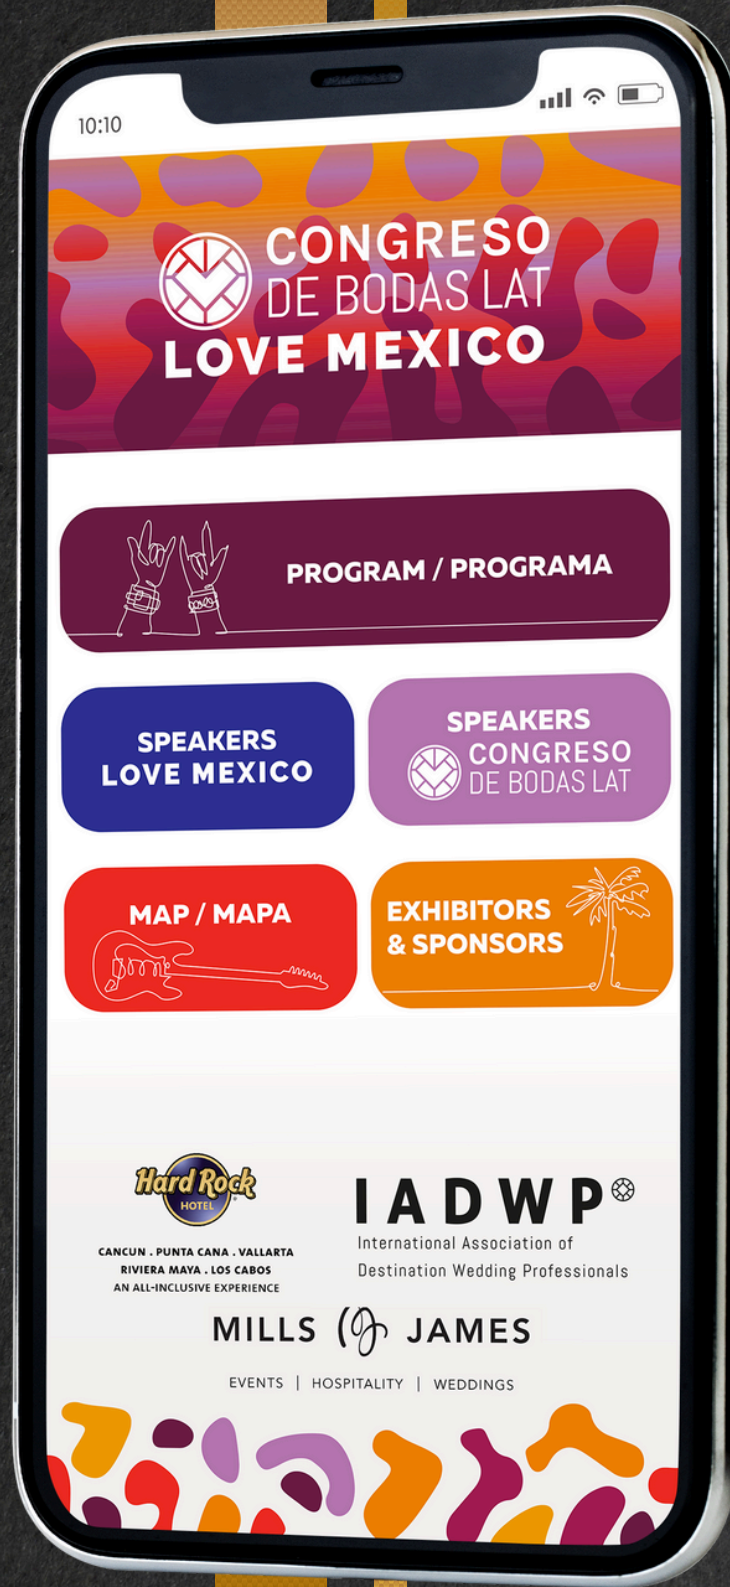 10:10
CONGRESO
DE BODAS LAT
LOVE MEXICO
PROGRAM / PROGRAMA
SPEAKERS
LOVE MEXICO
SPEAKERS
CONGRESO
DE BODAS LAT
MAP / MAPA
EXHIBITORS
& SPONSORS
Hard Rock
HOTEL
CANCUN . PUNTA CANA . VALLARTA
RIVIERA MAYA . LOS CABOS
AN ALL-INCLUSIVE EXPERIENCE
IADWP
International Association of
Destination Wedding Professionals
MILLS JAMES
EVENTS | HOSPITALITY | WEDDINGS